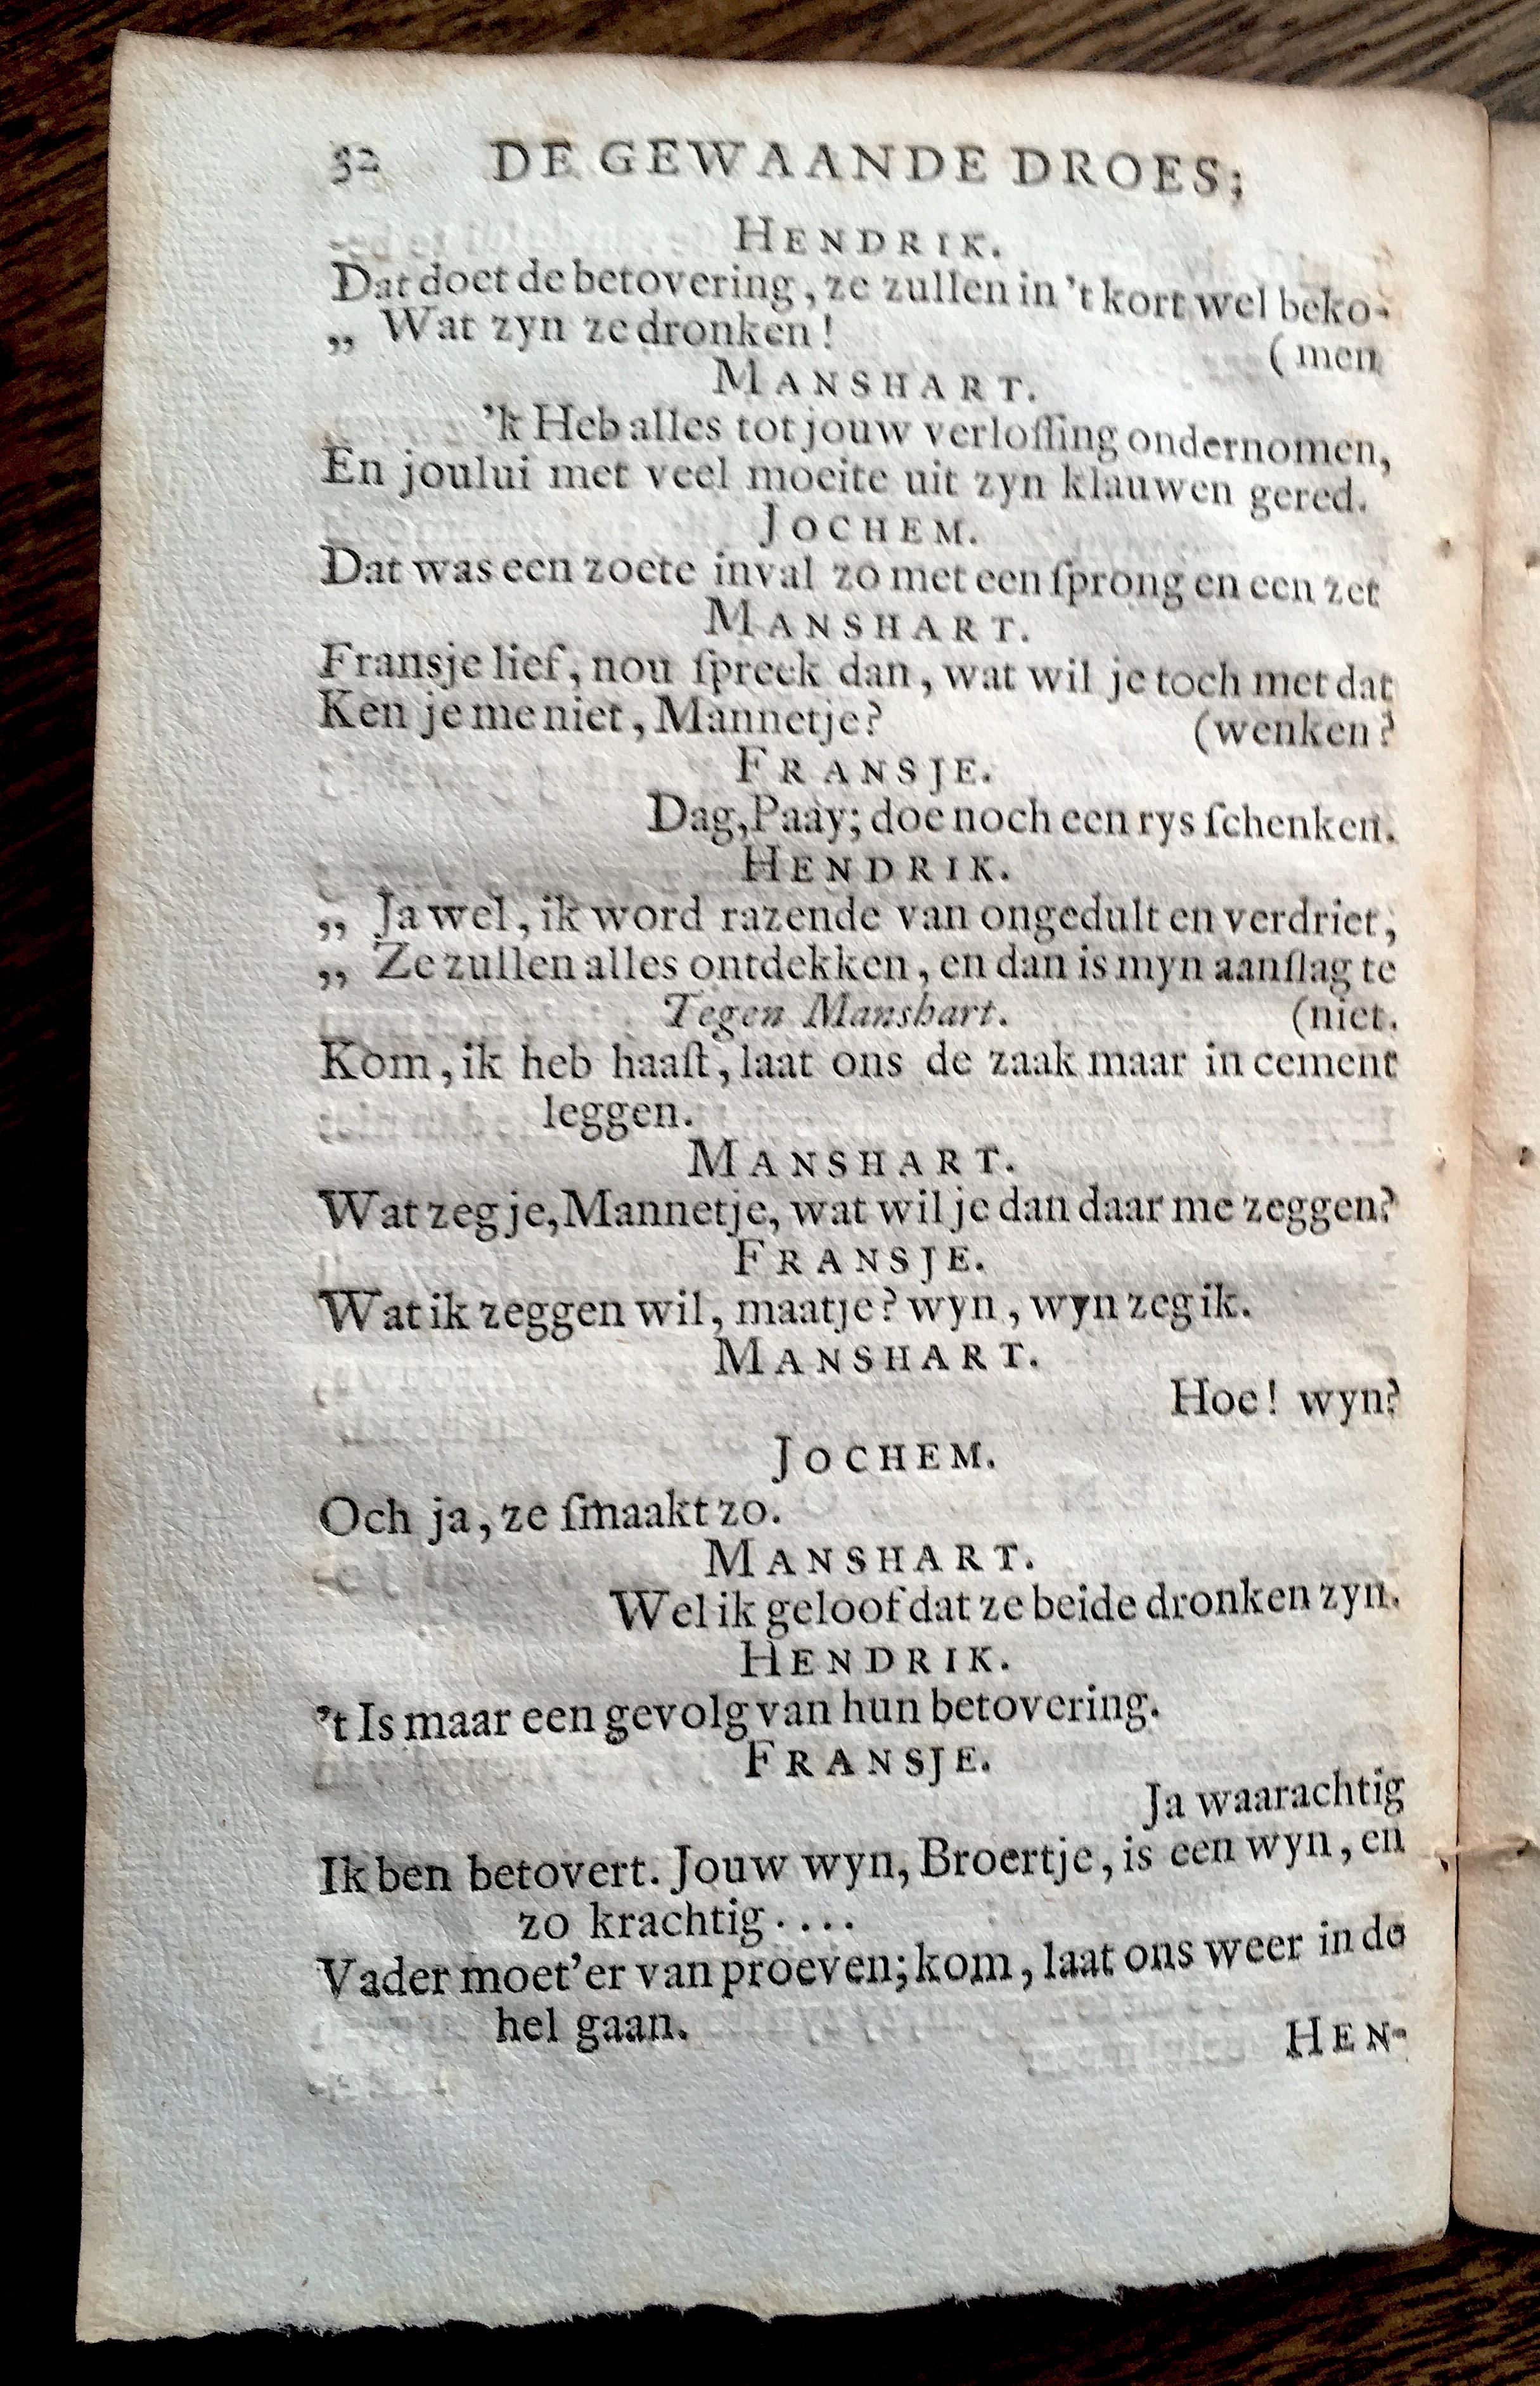 52 DE GEWAANDE DROES;
HENDRIK.
Dat doet de betovering, ze zullen in 't kort wel beko-
„ Wat zyn ze dronken! (men
MANSHART.
'k Heb alles tot jouw verloſſing ondernomen,
En joului met veel moeite uit zyn klauwen gered.
JOCHEM.
Dat was een zoete inval zo met een ſprong en een zet
MANSHART.
Fransje lief, nou ſpreek dan, wat wil je toch met dat
Ken je me niet, Mannetje? (wenken?
FRANSJE.
Dag, Paay; doe noch een rys ſchenken.
HENDRIK.
„ Ja wel, ik word razende van ongedult en verdriet,
„ Ze zullen alles ontdekken, en dan is myn aanſlag te
Tegen Manshart. (niet.
Kom, ik heb haaſt, laat ons de zaak maar in cement
leggen.
MANSHART.
Wat zeg je, Mannetje, wat wil je dan daar me zeggen?
FRANSJE.
Wat ik zeggen wil, maatje? wyn, wyn zeg ik.
MANSHART.
Hoe! wyn?
JOCHEM.
Och ja, ze ſmaakt zo.
MANSHART.
Wel ik geloof dat ze beide dronken zyn.
HENDRIK.
't Is maar een gevolg van hun betovering.
FRANSJE.
Ja waarachtig
Ik ben betovert. Jouw wyn, Broertje, is een wyn, en
zo krachtig....
Vader moet'er van proeven; kom, laat ons weer in de
hel gaan.
HEN-